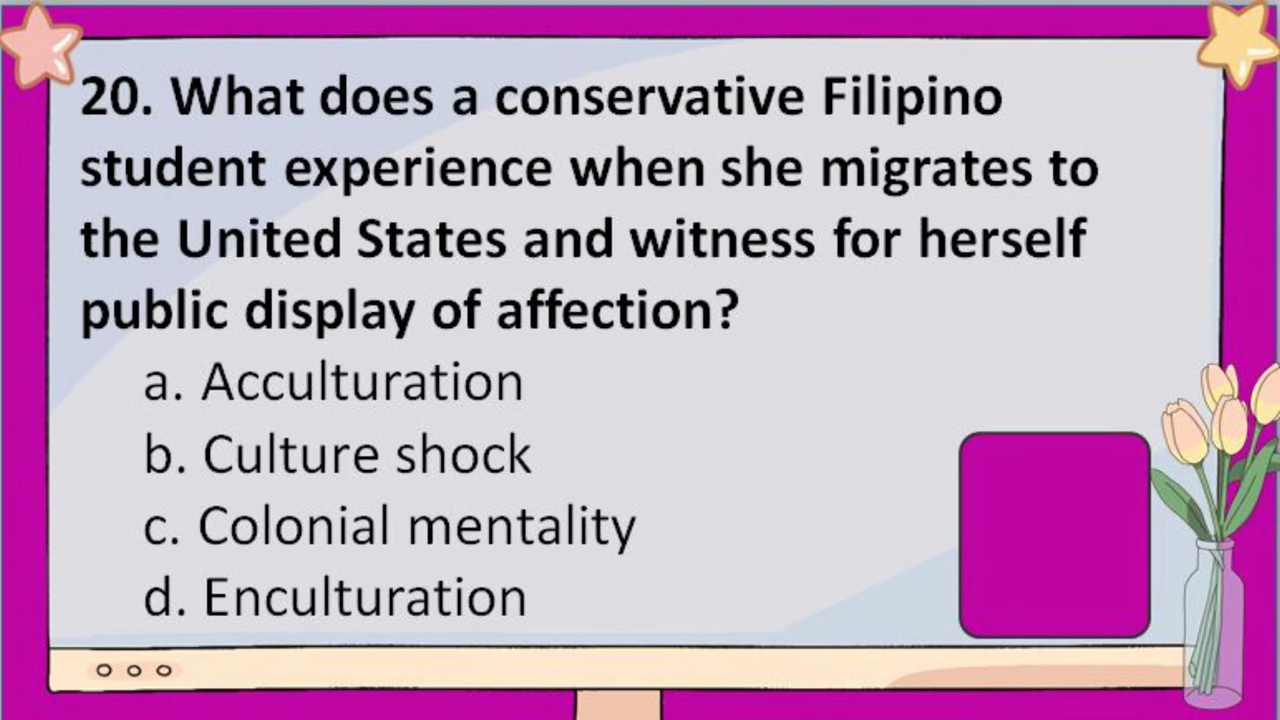 20. What does a conservative Filipino
student experience when she migrates to
the United States and witness for herself
public display of affection?
a. Acculturation
b. Culture shock
c. Colonial mentality
d. Enculturation